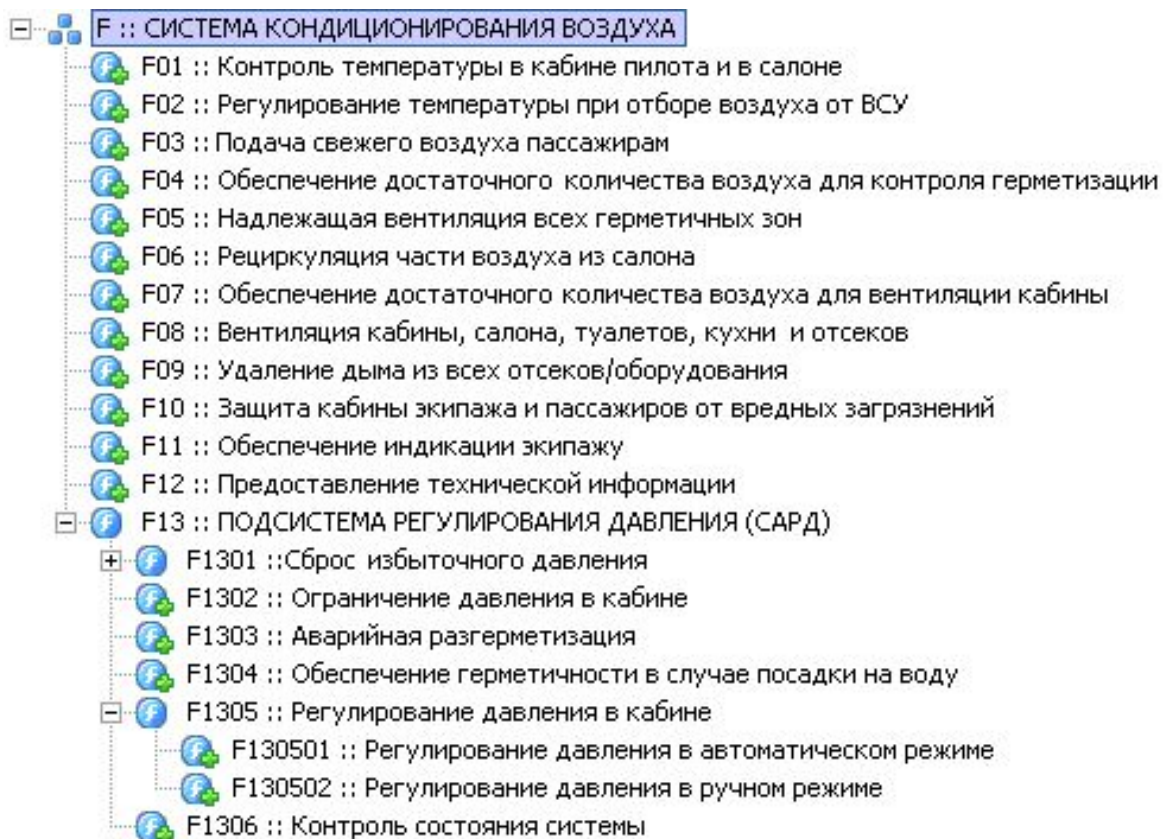 F :: СИСТЕМА КОНДИЦИОНИРОВАНИЯ ВОЗДУХА
F01 :: Контроль температуры в кабине пилота и в салоне
F02 :: Регулирование температуры при отборе воздуха от ВСУ
F03 :: Подача свежего воздуха пассажирам
F04 :: Обеспечение достаточного количества воздуха для контроля герметизации
F05 :: Надлежащая вентиляция всех герметичных зон
F06 :: Рециркуляция части воздуха из салона
F07 :: Обеспечение достаточного количества воздуха для вентиляции кабины
F08 :: Вентиляция кабины, салона, туалетов, кухни и отсеков
F09 :: Удаление дыма из всех отсеков/оборудования
F10 :: Защита кабины экипажа и пассажиров от вредных загрязнений
F11 :: Обеспечение индикации экипажу
F12 :: Предоставление технической информации
F13 :: ПОДСИСТЕМА РЕГУЛИРОВАНИЯ ДАВЛЕНИЯ (САРД)
F1301 ::Сброс избыточного давления
F1302 :: Ограничение давления в кабине
F1303 :: Аварийная разгерметизация
F1304 :: Обеспечение герметичности в случае посадки на воду
F1305 :: Регулирование давления в кабине
F130501 :: Регулирование давления в автоматическом режиме
F130502 :: Регулирование давления в ручном режиме
F1306 :: Контроль состояния системы